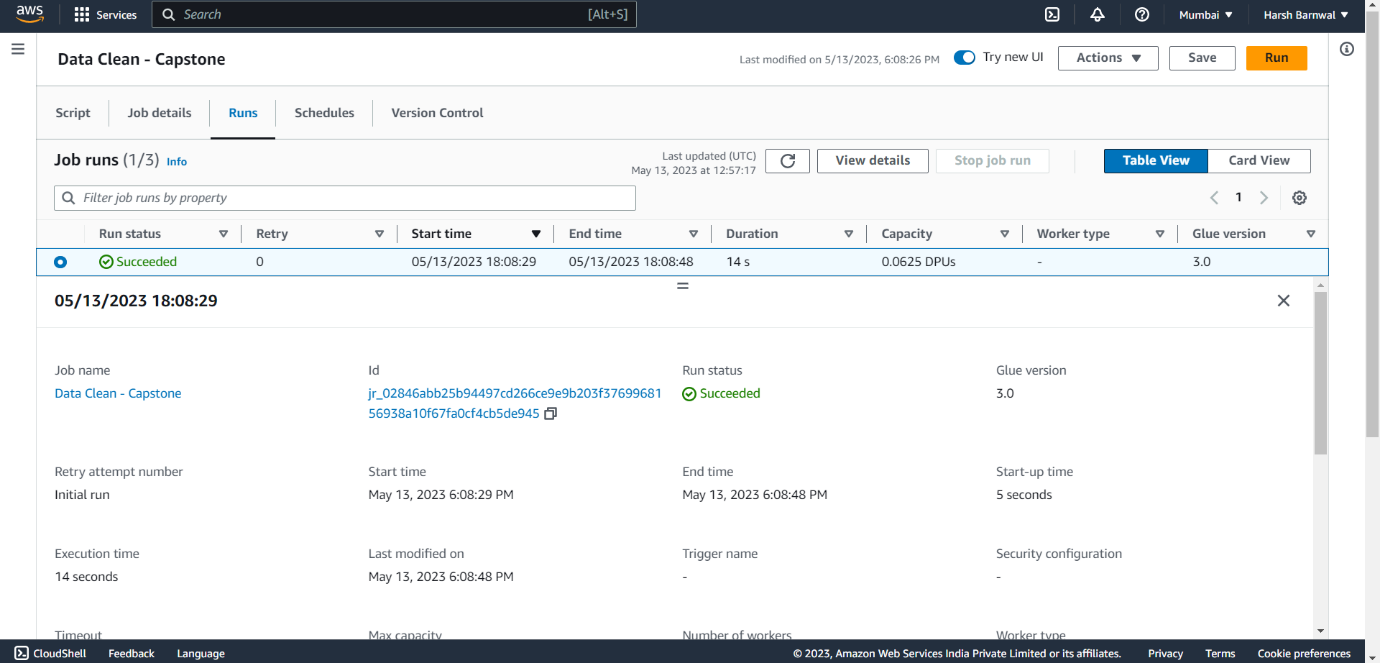 aws Services Search [Alt+S] Mumbai ▼ Harsh Barnwal ▼
Data Clean - Capstone Last modified on 5/13/2023, 6:08:26 PM Try new UI Actions ▼ Save Run
Script Job details Runs Schedules Version Control
Job runs (1/3) Info
Last updated (UTC)
May 13, 2023 at 12:57:17
View details Stop job run Table View Card View
Filter job runs by property 1
Run status Retry Start time End time Duration Capacity Worker type Glue version
Succeeded 0 05/13/2023 18:08:29 05/13/2023 18:08:48 14 s 0.0625 DPUs - 3.0
05/13/2023 18:08:29
Job name Id Run status Glue version
Data Clean - Capstone jr_02846abb25b94497cd266ce9e9b203f37699681 Succeeded 3.0
56938a10f67fa0cf4cb5de945
Retry attempt number Start time End time Start-up time
Initial run May 13, 2023 6:08:29 PM May 13, 2023 6:08:48 PM 5 seconds
Execution time Last modified on Trigger name Security configuration
14 seconds May 13, 2023 6:08:48 PM - -
Timeout Max capacity Number of workers Worker type
CloudShell Feedback Language © 2023, Amazon Web Services India Private Limited or its affiliates. Privacy Terms Cookie preferences